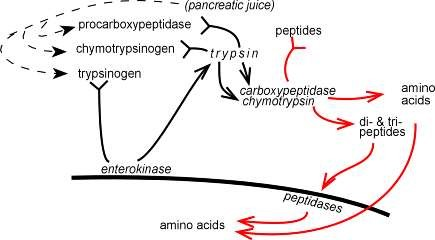 (pancreatic juice)
procarboxypeptidase
peptides
chymotrypsinogen
trypsin
trypsinogen
carboxypeptidase
chymotrypsin
amino
acids
di- & tri-
peptides
enterokinase
peptidases
amino acids